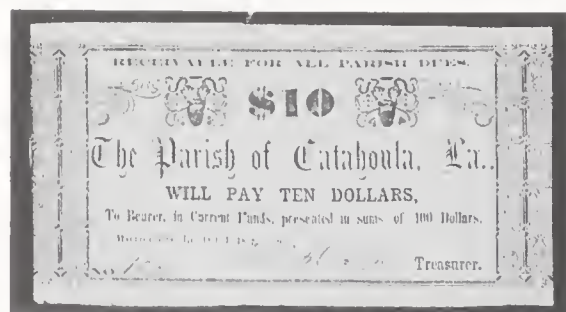 RECEIVABLE FOR ALL PARISH DUES.
$10
The Parish of Catahoula, La.,
WILL PAY TEN DOLLARS,
To Bearer, in Current Funds, presented in sums of 100 Dollars.
No
Treasurer.